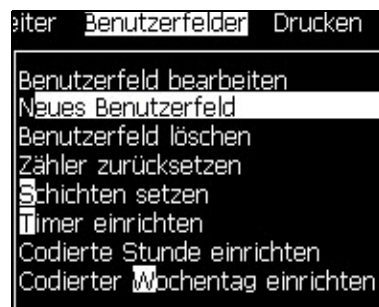 eiter Benutzerfelder Drucken
Benutzerfeld bearbeiten
Neues Benutzerfeld
Benutzerfeld löschen
Zähler zurücksetzen
Schichten setzen
Timer einrichten
Codierte Stunde einrichten
Codierter Wochentag einrichten